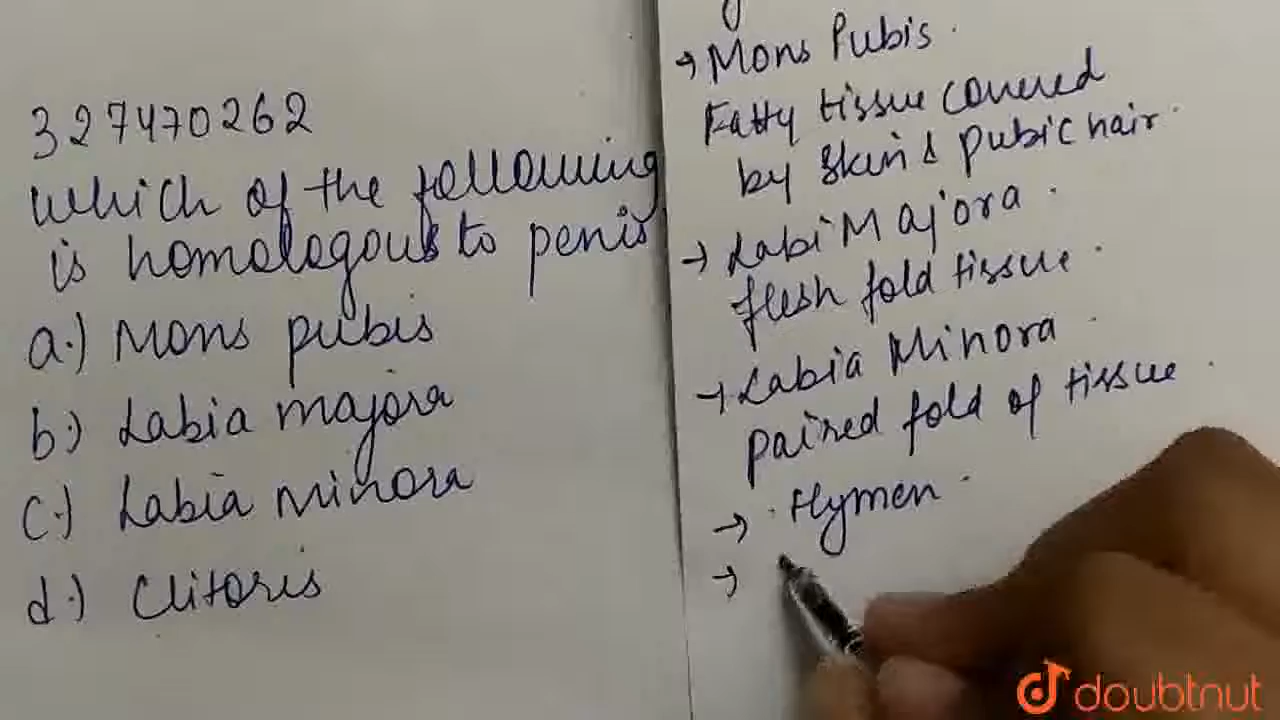 327470262
which of the following
is homologous to penis
a.) Mons pubis
b.) Labia majora
c.) Labia minora
d.) Clitoris
→ Mons Pubis.
Fatty tissue covered
by skin & pubic hair.
→ Labi Majora.
flesh fold tissue.
→ Labia Minora.
paired fold of tissue.
→ Hymen.
→
doubtnut